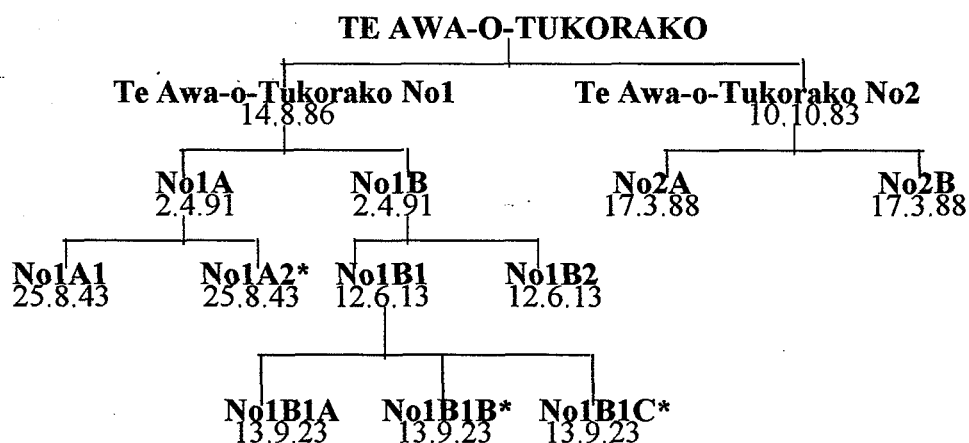 TE AWA-O-TUKORAKO
Te Awa-o-Tukorako No1 Te Awa-o-Tukorako No2
14.8.86 10.10.83
No1A No1B No2A No2B
2.4.91 2.4.91 17.3.88 17.3.88
No1A1 No1A2* No1B1 No1B2
25.8.43 25.8.43 12.6.13 12.6.13
No1B1A No1B1B* No1B1C*
13.9.23 13.9.23 13.9.23